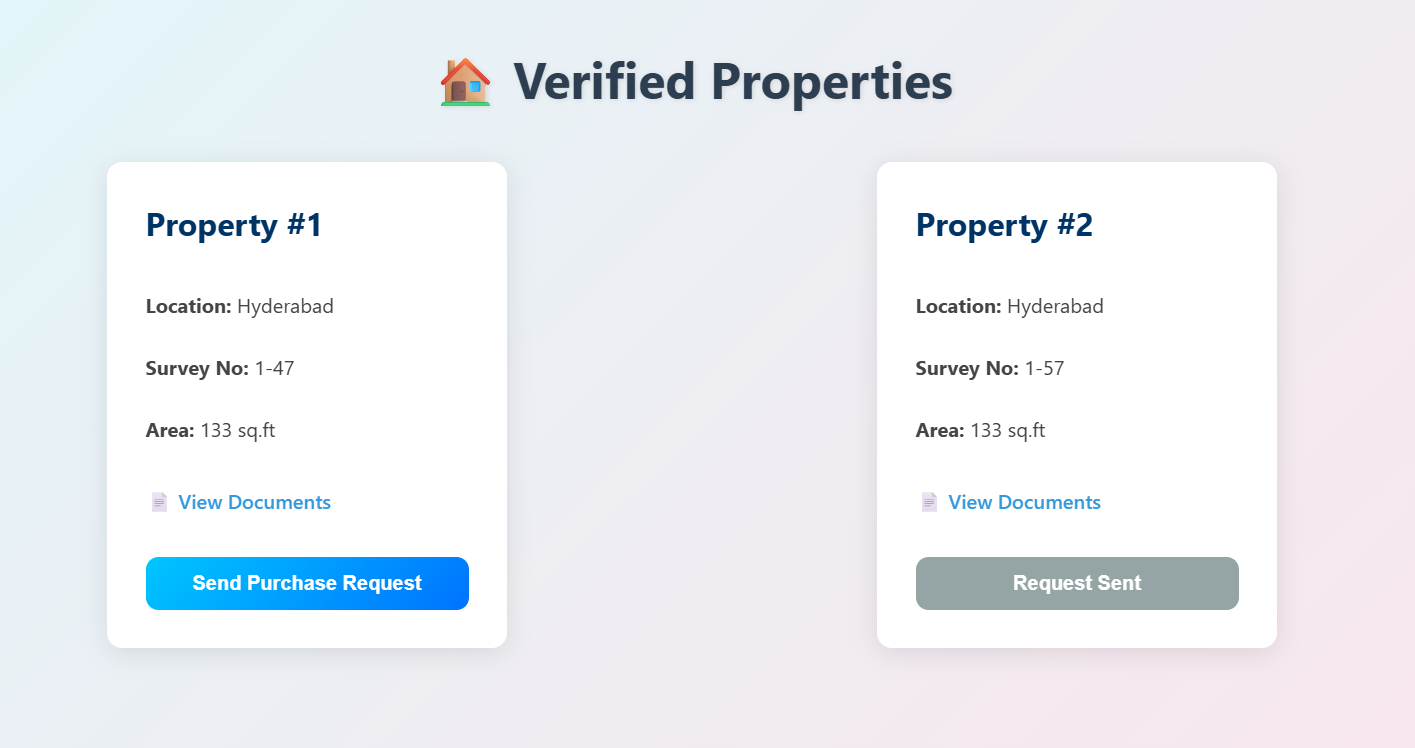 Verified Properties
Property #1
Location: Hyderabad
Survey No: 1-47
Area: 133 sq.ft
View Documents
Send Purchase Request
Property #2
Location: Hyderabad
Survey No: 1-57
Area: 133 sq.ft
View Documents
Request Sent